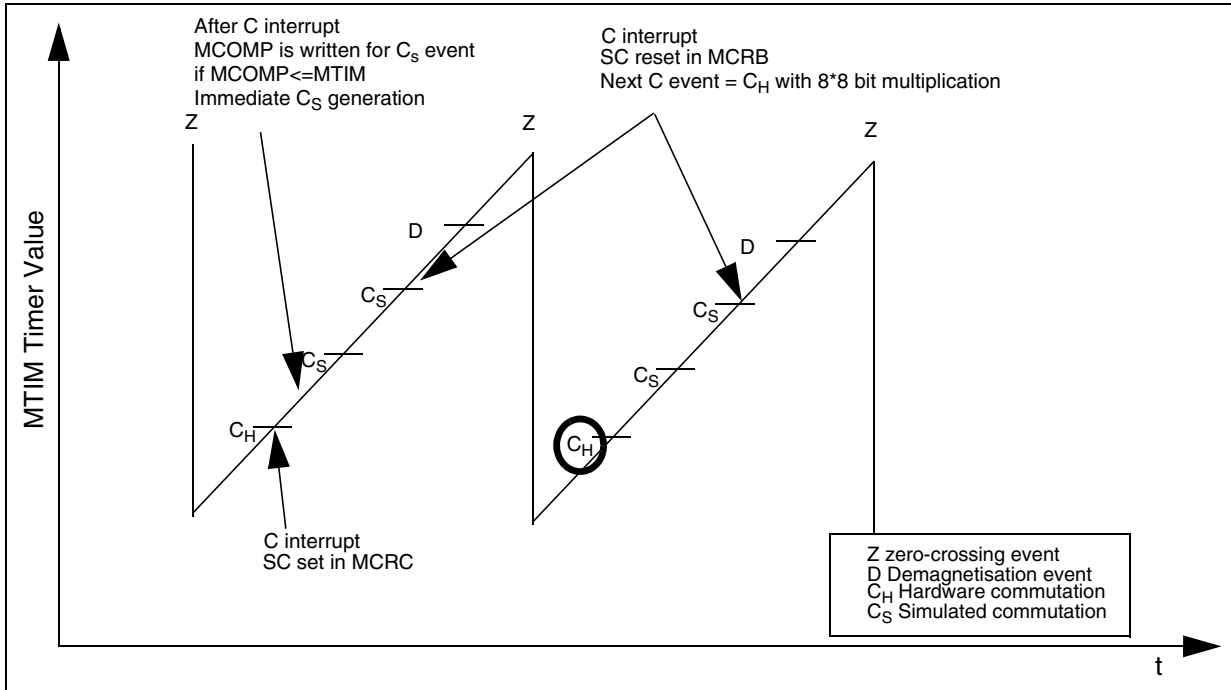 After C interrupt
MCOMP is written for CS event
if MCOMP<=MTIM
Immediate CS generation
C interrupt
SC reset in MCRB
Next C event = CH with 8*8 bit multiplication
Z
Z
Z
D
D
CS
CS
CS
CS
CH
CH
C interrupt
SC set in MCRC
MTIM Timer Value
Z zero-crossing event
D Demagnetisation event
CH Hardware commutation
CS Simulated commutation
t